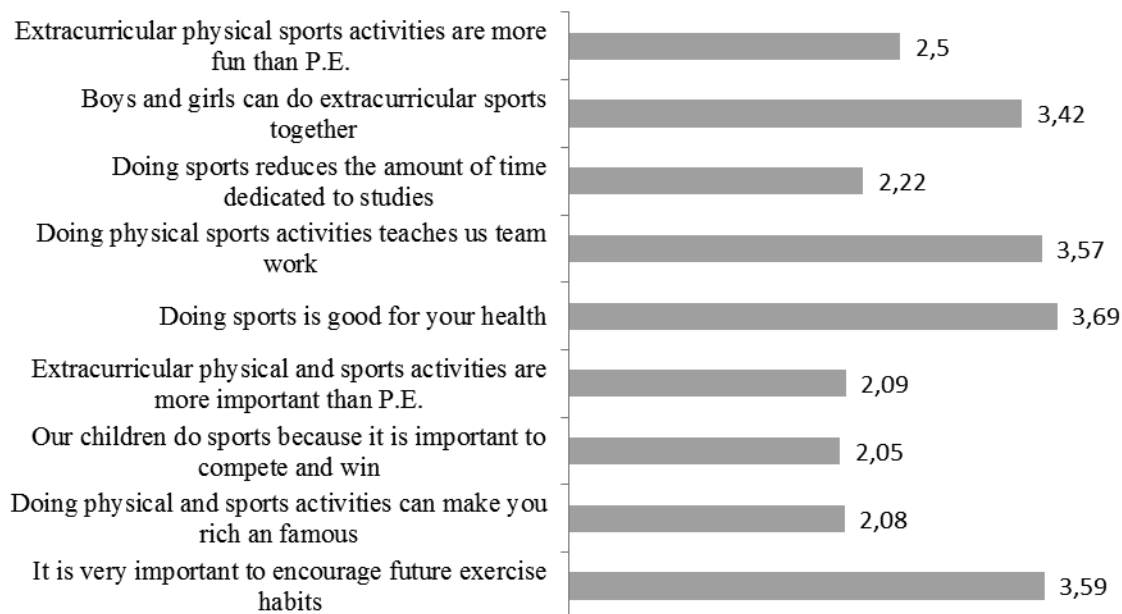 Extracurricular physical sports activities are more
fun than P.E.
2,5
Boys and girls can do extracurricular sports
together
3,42
Doing sports reduces the amount of time
dedicated to studies
2,22
Doing physical sports activities teaches us team
work
3,57
Doing sports is good for your health
3,69
Extracurricular physical and sports activities are
more important than P.E.
2,09
Our children do sports because it is important to
compete and win
2,05
Doing physical and sports activities can make you
rich an famous
2,08
It is very important to encourage future exercise
habits
3,59